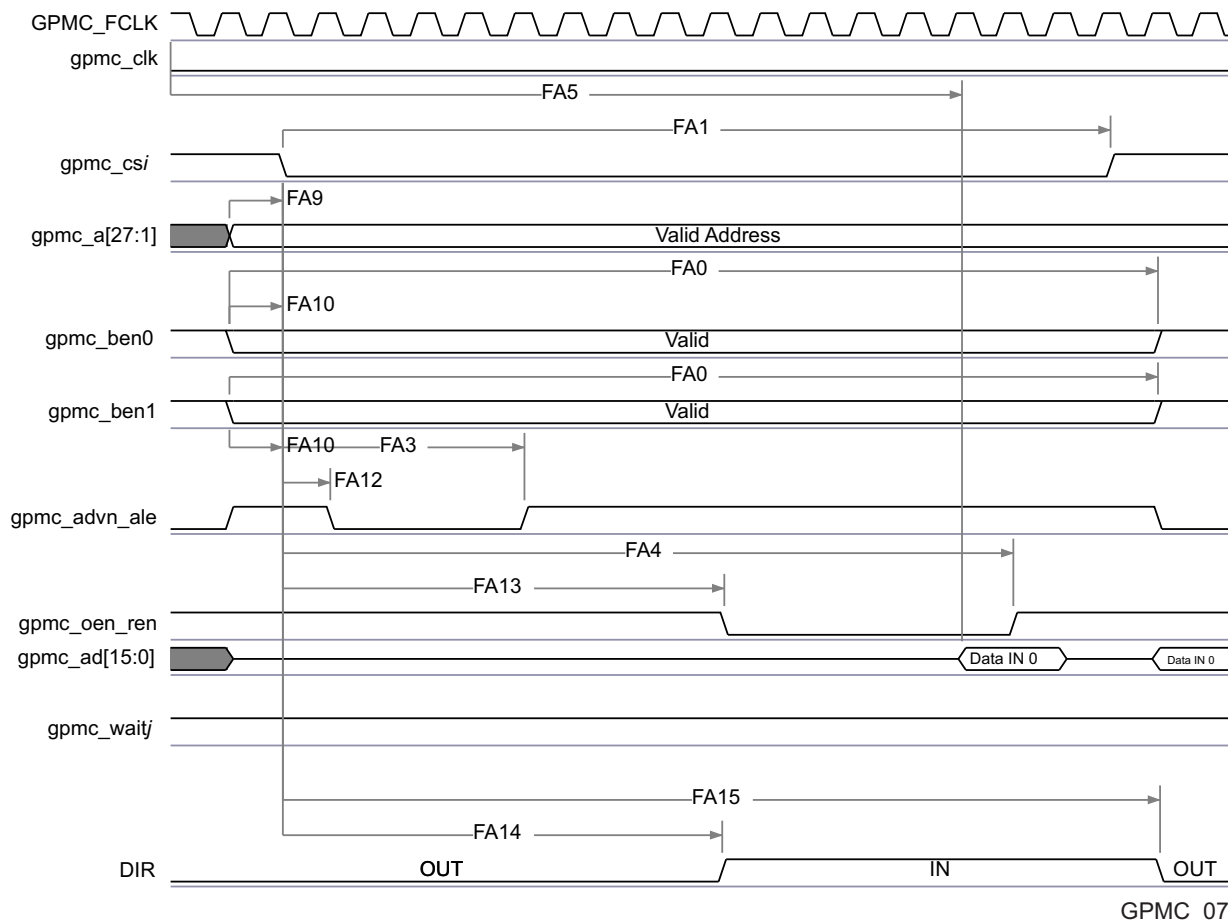 GPMC_FCLK
gpmc_clk
FA5
FA1
gpmc_csi
FA9
gpmc_a[27:1]
Valid Address
FA0
FA10
gpmc_ben0
Valid
FA0
gpmc_ben1
Valid
FA10
FA3
FA12
gpmc_advn_ale
FA4
FA13
gpmc_oen_ren
gpmc_ad[15:0]
Data IN 0
Data IN 0
gpmc_waitj
FA15
FA14
DIR
OUT
IN
OUT
GPMC_07